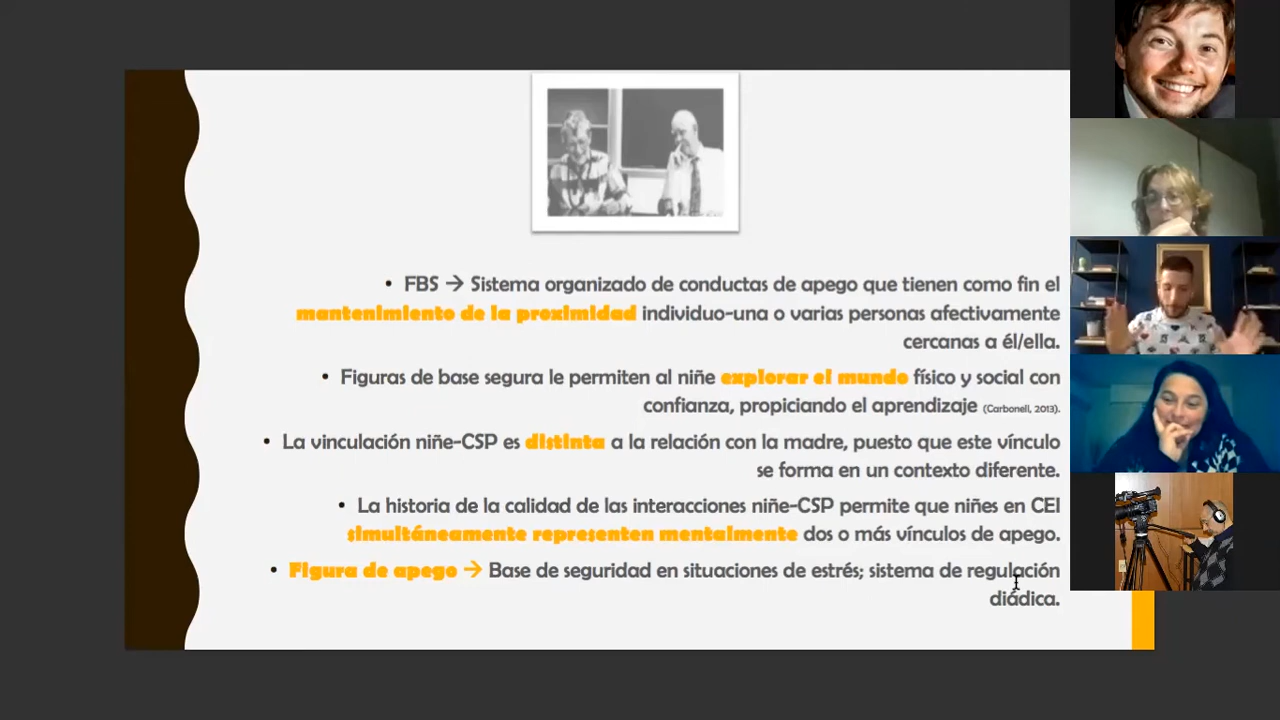 • FBS → Sistema organizado de conductas de apego que tienen como fin el
mantenimiento de la proximidad individuo-una o varias personas afectivamente
cercanas a él/ella.
• Figuras de base segura le permiten al niñe explorar el mundo físico y social con
confianza, propiciando el aprendizaje (Carbonell, 2013).
• La vinculación niñe-CSP es distinta a la relación con la madre, puesto que este vínculo
se forma en un contexto diferente.
• La historia de la calidad de las interacciones niñe-CSP permite que niñes en CEI
simultáneamente representen mentalmente dos o más vínculos de apego.
• Figura de apego → Base de seguridad en situaciones de estrés; sistema de regulación
diádica.